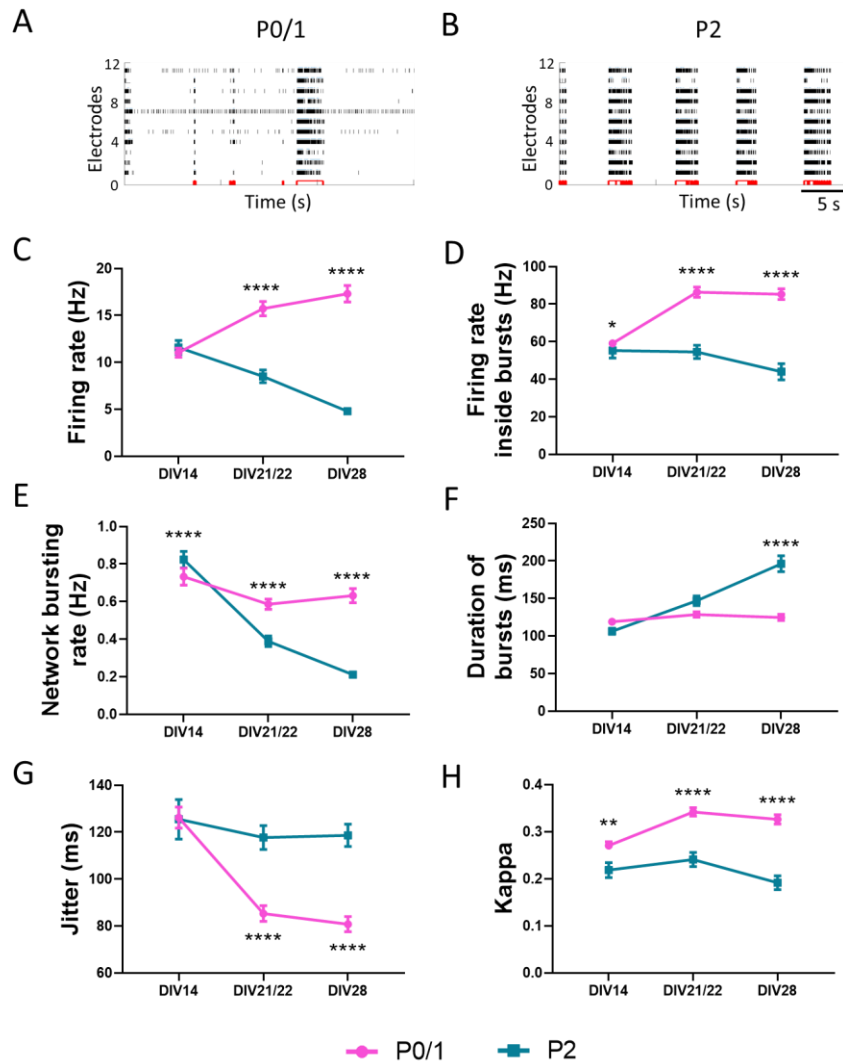 A
P0/1
B
P2
Electrodes
12
8
4
0
Time (s)
Electrodes
12
8
4
0
Time (s)
5 s
C
Firing rate (Hz)
20
15
10
5
0
****
****
DIV14
DIV21/22
DIV28
D
Firing rate
inside bursts (Hz)
100
80
60
40
20
0
*
****
****
DIV14
DIV21/22
DIV28
E
Network bursting
rate (Hz)
1.0
0.8
0.6
0.4
0.2
0.0
****
****
****
DIV14
DIV21/22
DIV28
F
Duration of
bursts (ms)
250
200
150
100
50
0
****
DIV14
DIV21/22
DIV28
G
Jitter (ms)
140
120
100
80
60
****
****
DIV14
DIV21/22
DIV28
H
Kappa
0.4
0.3
0.2
0.1
0.0
**
****
****
DIV14
DIV21/22
DIV28
P0/1
P2